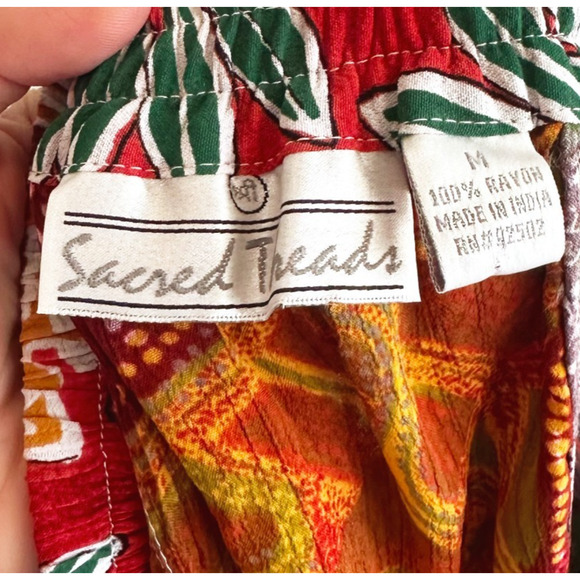 Sacred Threads
M
100% RAYON
MADE IN INDIA
RN#92502